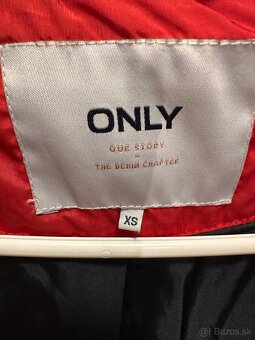 ONLY
OUR STORY
THE DENIM CHAPTER
XS
Bazos.sk